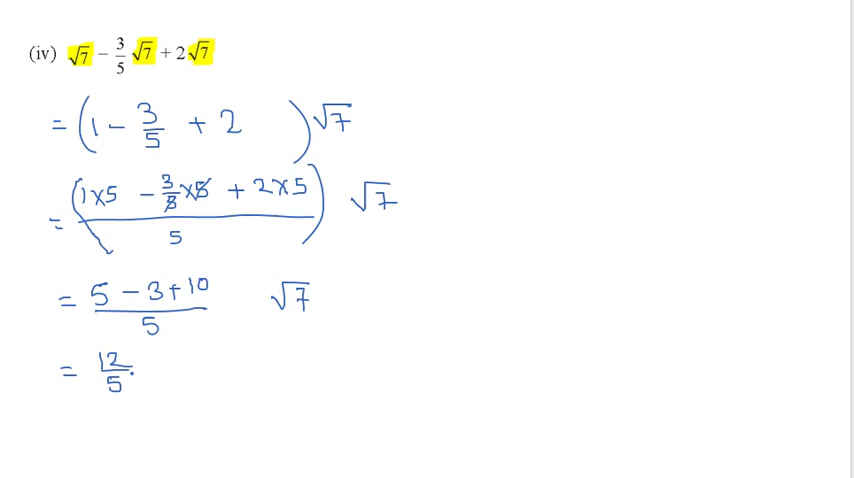 (iv) √7 − 3/5 √7 + 2√7
= (1 − 3/5 + 2) √7
= ((1×5 − 3/5×5 + 2×5)/5) √7
= (5 − 3 + 10)/5 √7
= 12/5